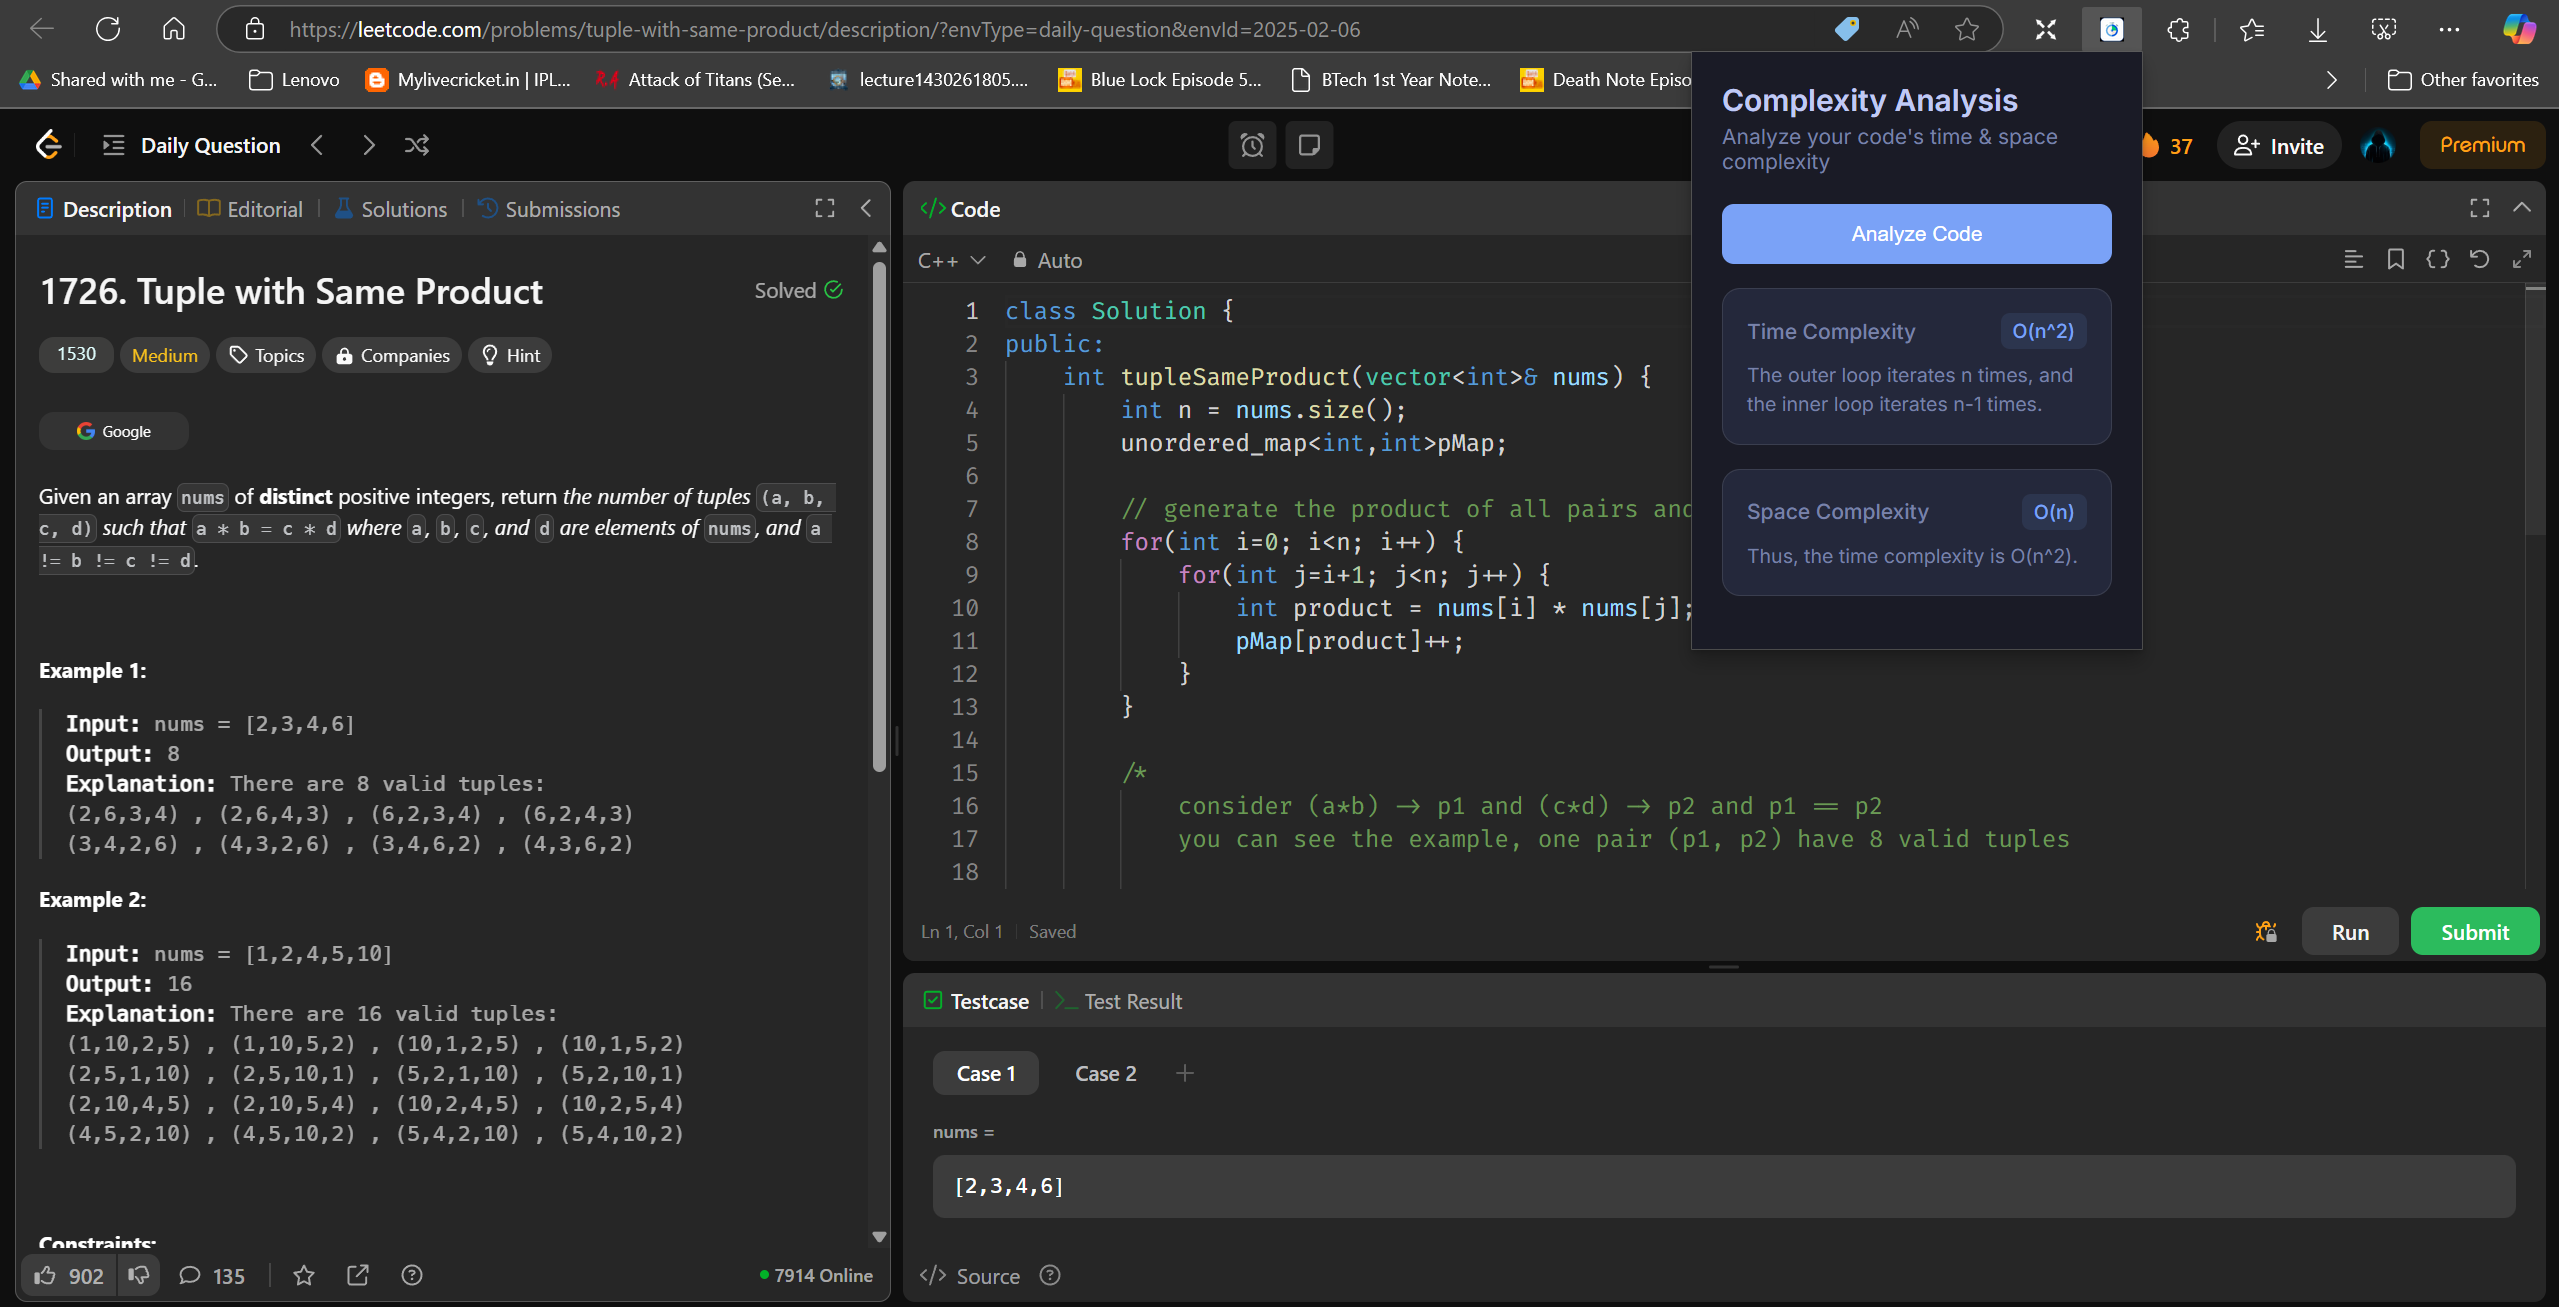 https://leetcode.com/problems/tuple-with-same-product/description/?envType=daily-question&envId=2025-02-06
Shared with me - G...
Lenovo
Mylivecricket.in | IPL...
Attack of Titans (Se...
lecture1430261805....
Blue Lock Episode 5...
BTech 1st Year Note...
Death Note Episo
Other favorites
Daily Question
37
Invite
Premium
Description
Editorial
Solutions
Submissions
1726. Tuple with Same Product
Solved
1530
Medium
Topics
Companies
Hint
Google
Given an array nums of distinct positive integers, return the number of tuples (a, b,
c, d) such that a * b = c * d where a, b, c, and d are elements of nums, and a
!= b != c != d.
Example 1:
Input: nums = [2,3,4,6]
Output: 8
Explanation: There are 8 valid tuples:
(2,6,3,4) , (2,6,4,3) , (6,2,3,4) , (6,2,4,3)
(3,4,2,6) , (4,3,2,6) , (3,4,6,2) , (4,3,6,2)
Example 2:
Input: nums = [1,2,4,5,10]
Output: 16
Explanation: There are 16 valid tuples:
(1,10,2,5) , (1,10,5,2) , (10,1,2,5) , (10,1,5,2)
(2,5,1,10) , (2,5,10,1) , (5,2,1,10) , (5,2,10,1)
(2,10,4,5) , (2,10,5,4) , (10,2,4,5) , (10,2,5,4)
(4,5,2,10) , (4,5,10,2) , (5,4,2,10) , (5,4,10,2)
Constraints:
902
135
7914 Online
</> Code
C++
Auto
1 class Solution {
2 public:
3 int tupleSameProduct(vector<int>& nums) {
4 int n = nums.size();
5 unordered_map<int,int>pMap;
6
7 // generate the product of all pairs and
8 for(int i=0; i<n; i++) {
9 for(int j=i+1; j<n; j++) {
10 int product = nums[i] * nums[j];
11 pMap[product]++;
12 }
13 }
14
15 /*
16 consider (a*b) → p1 and (c*d) → p2 and p1 == p2
17 you can see the example, one pair (p1, p2) have 8 valid tuples
18
Ln 1, Col 1
Saved
Run
Submit
Complexity Analysis
Analyze your code's time & space
complexity
Analyze Code
Time Complexity
O(n^2)
The outer loop iterates n times, and
the inner loop iterates n-1 times.
Space Complexity
O(n)
Thus, the time complexity is O(n^2).
Testcase
>_ Test Result
Case 1
Case 2
+
nums =
[2,3,4,6]
</> Source